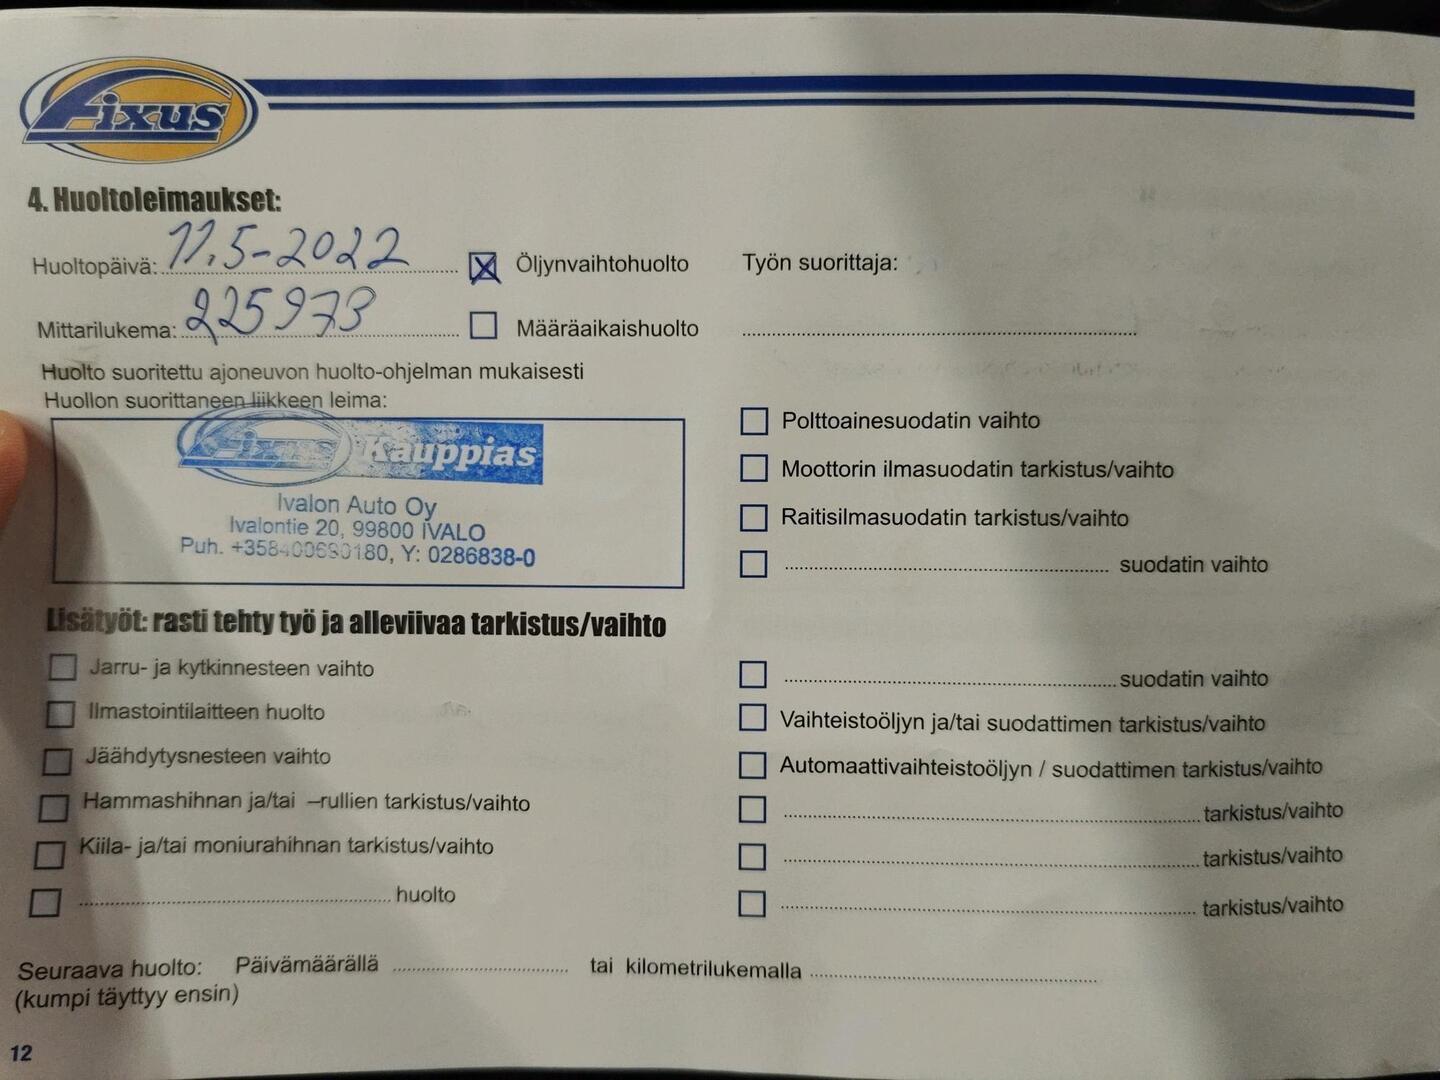 Fixus
4. Huoltoleimaukset:
Huoltopäivä: 11.5-2022
Öljynvaihtohuolto
Työn suorittaja:
Mittarilukema: 225973
Määräaikaishuolto
Huolto suoritettu ajoneuvon huolto-ohjelman mukaisesti
Huollon suorittaneen liikkeen leima:
Fixus Kauppias
Ivalon Auto Oy
Ivalontie 20, 99800 IVALO
Puh. +358400690180, Y: 0286838-0
Polttoainesuodatin vaihto
Moottorin ilmasuodatin tarkistus/vaihto
Raitisilmasuodatin tarkistus/vaihto
suodatin vaihto
Lisätyöt: rasti tehty työ ja alleviivaa tarkistus/vaihto
Jarru- ja kytkinnesteen vaihto
Ilmastointilaitteen huolto
Jäähdytysnesteen vaihto
Hammashihnan ja/tai –rullien tarkistus/vaihto
Kiila- ja/tai moniurahihnan tarkistus/vaihto
huolto
suodatin vaihto
Vaihteistoöljyn ja/tai suodattimen tarkistus/vaihto
Automaattivaihteistoöljyn / suodattimen tarkistus/vaihto
tarkistus/vaihto
tarkistus/vaihto
tarkistus/vaihto
Seuraava huolto: Päivämäärällä tai kilometrilukemalla
(kumpi täyttyy ensin)
12